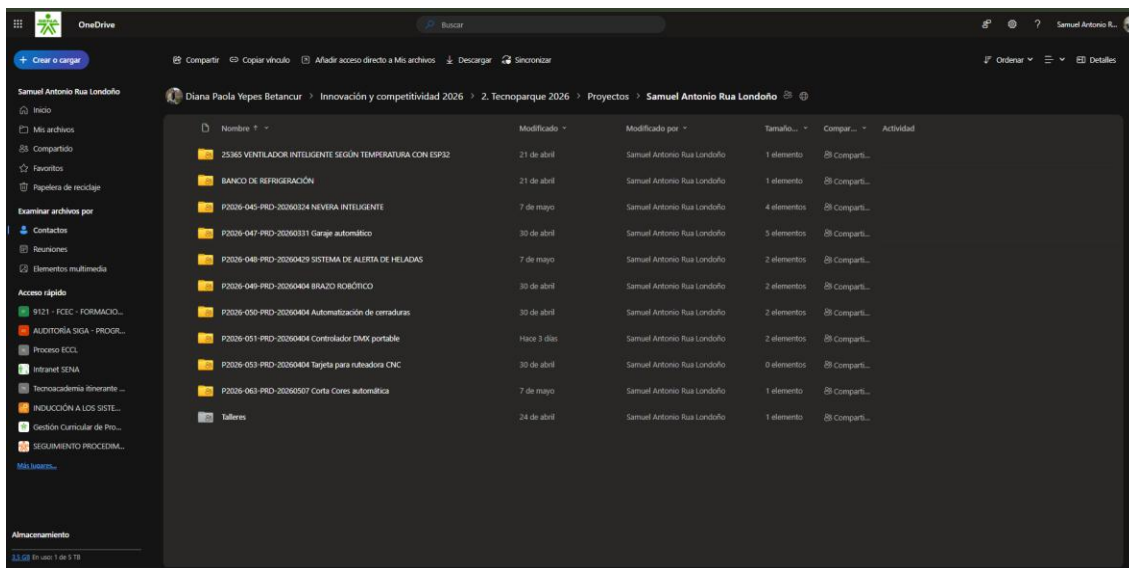 OneDrive
Buscar
Samuel Antonio R...
+ Crear o cargar
Compartir Copiar vínculo Añadir acceso directo a Mis archivos Descargar Sincronizar
Ordenar Detalles
Samuel Antonio Rua Londoño
Inicio
Mis archivos
Compartido
Favoritos
Papelera de reciclaje
Examinar archivos por
Contactos
Reuniones
Elementos multimedia
Acceso rápido
9121 - FCEC - FORMACIO...
AUDITORÍA SIGA - PROGR...
Proceso ECCL
Intranet SENA
Tecnoacademia itinerante ...
INDUCCIÓN A LOS SISTE...
Gestión Curricular de Pro...
SEGUIMIENTO PROCEDIM...
Más lugares...
Almacenamiento
3,5 GB En uso: 1 de 5 TB
Diana Paola Yepes Betancur > Innovación y competitividad 2026 > 2. Tecnoparque 2026 > Proyectos > Samuel Antonio Rua Londoño
Nombre ↑ Modificado Modificado por Tamaño... Compar... Actividad
25365 VENTILADOR INTELIGENTE SEGÚN TEMPERATURA CON ESP32 21 de abril Samuel Antonio Rua Londoño 1 elemento Comparti...
BANCO DE REFRIGERACIÓN 21 de abril Samuel Antonio Rua Londoño 1 elemento Comparti...
P2026-045-PRD-20260324 NEVERA INTELIGENTE 7 de mayo Samuel Antonio Rua Londoño 4 elementos Comparti...
P2026-047-PRD-20260331 Garaje automático 30 de abril Samuel Antonio Rua Londoño 5 elementos Comparti...
P2026-048-PRD-20260429 SISTEMA DE ALERTA DE HELADAS 7 de mayo Samuel Antonio Rua Londoño 2 elementos Comparti...
P2026-049-PRD-20260404 BRAZO ROBÓTICO 30 de abril Samuel Antonio Rua Londoño 2 elementos Comparti...
P2026-050-PRD-20260404 Automatización de cerraduras 30 de abril Samuel Antonio Rua Londoño 2 elementos Comparti...
P2026-051-PRD-20260404 Controlador DMX portable Hace 3 días Samuel Antonio Rua Londoño 2 elementos Comparti...
P2026-053-PRD-20260404 Tarjeta para ruteadora CNC 30 de abril Samuel Antonio Rua Londoño 0 elementos Comparti...
P2026-063-PRD-20260507 Corta Cores automática 7 de mayo Samuel Antonio Rua Londoño 1 elemento Comparti...
Talleres 24 de abril Samuel Antonio Rua Londoño 1 elemento Comparti...